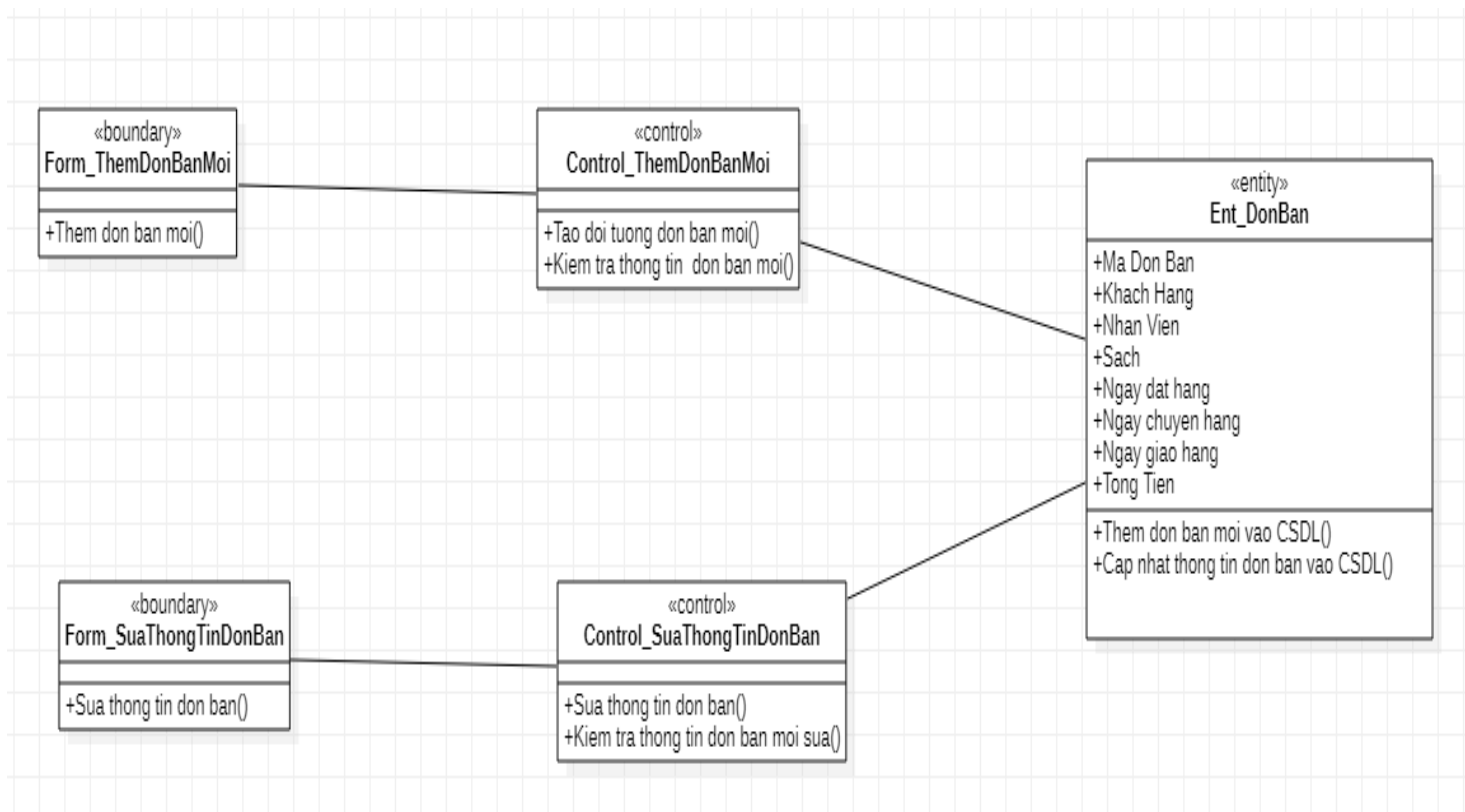 «boundary»
Form_ThemDonBanMoi
+Them don ban moi()
«control»
Control_ThemDonBanMoi
+Tao doi tuong don ban moi()
+Kiem tra thong tin  don ban moi()
«entity»
Ent_DonBan
+Ma Don Ban
+Khach Hang
+Nhan Vien
+Sach
+Ngay dat hang
+Ngay chuyen hang
+Ngay giao hang
+Tong Tien
+Them don ban moi vao CSDL()
+Cap nhat thong tin don ban vao CSDL()
«boundary»
Form_SuaThongTinDonBan
+Sua thong tin don ban()
«control»
Control_SuaThongTinDonBan
+Sua thong tin don ban()
+Kiem tra thong tin don ban moi sua()